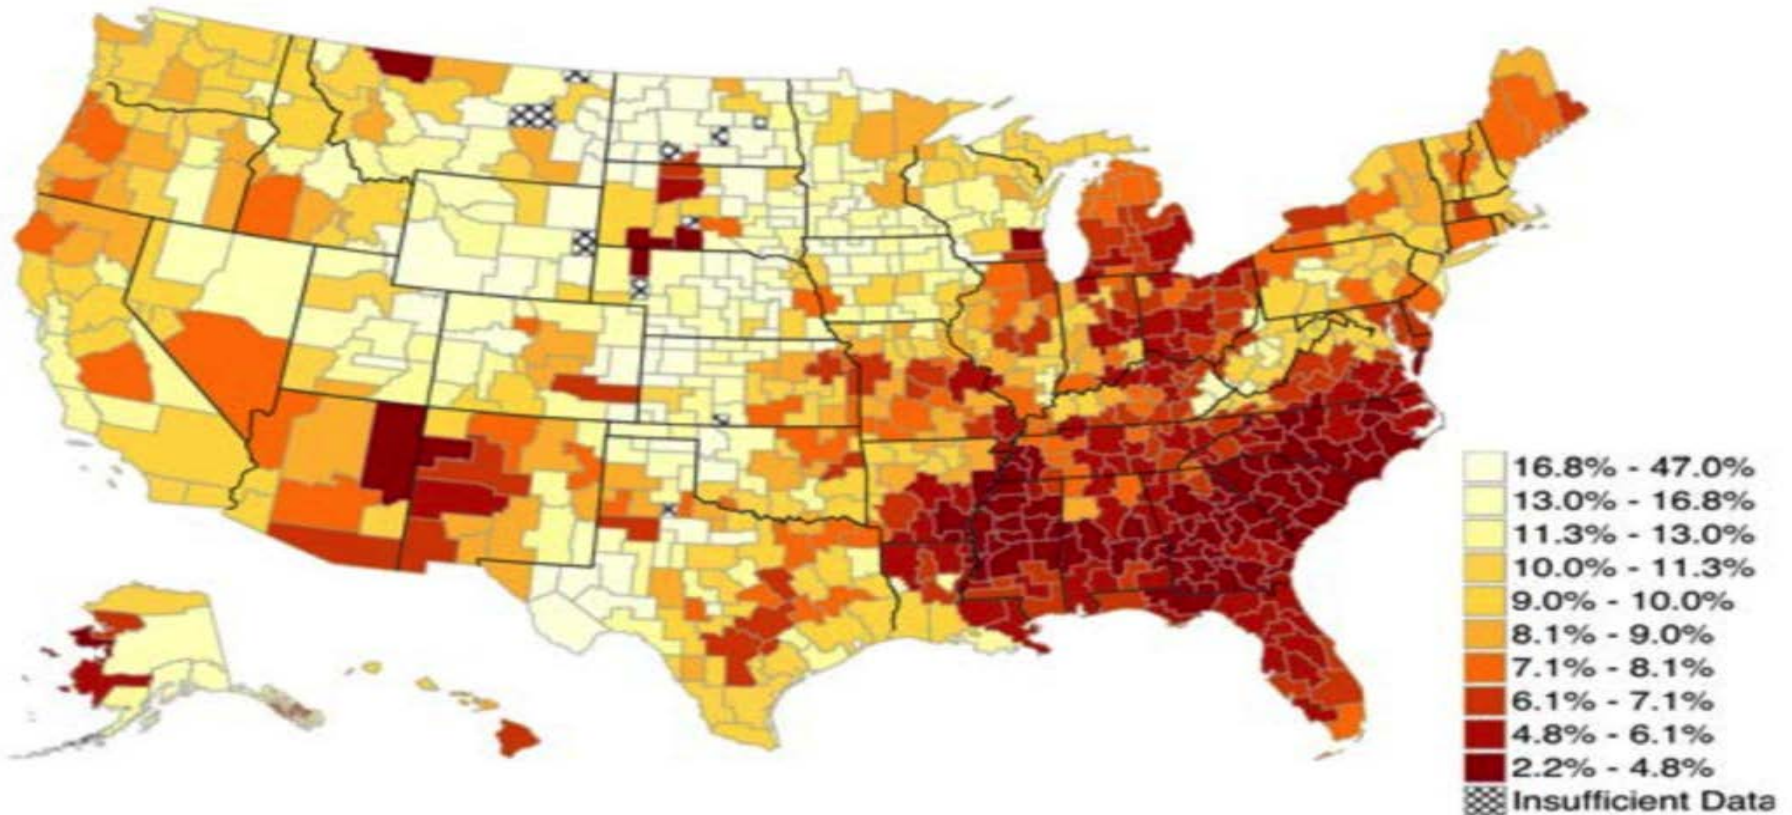 16.8% - 47.0%
13.0% - 16.8%
11.3% - 13.0%
10.0% - 11.3%
9.0% - 10.0%
8.1% - 9.0%
7.1% - 8.1%
6.1% - 7.1%
4.8% - 6.1%
2.2% - 4.8%
Insufficient Data